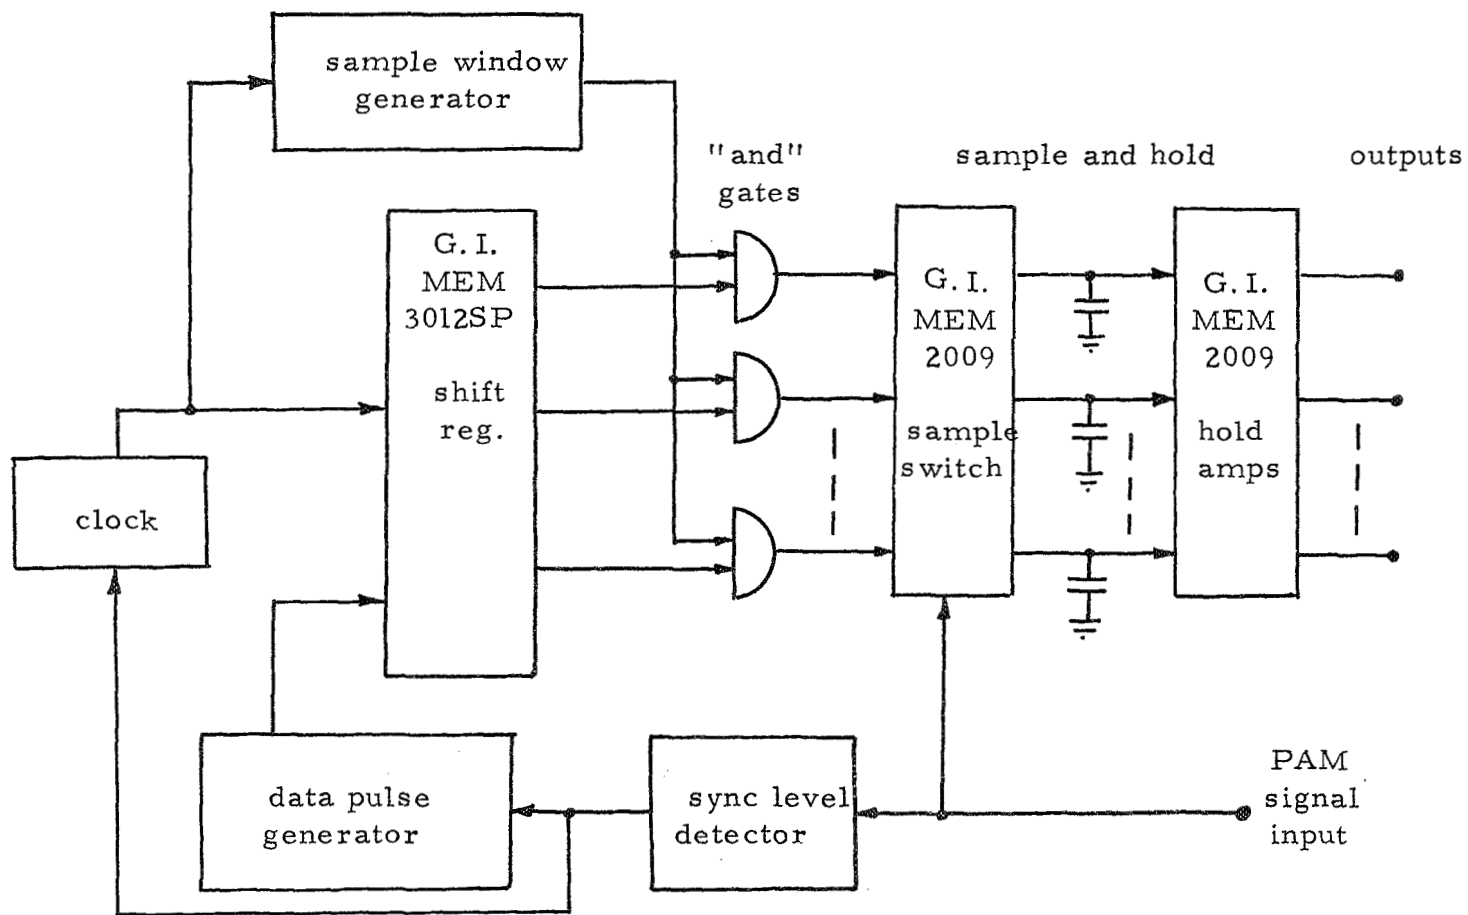 sample window
generator
"and"
gates
sample and hold
outputs
G. I.
MEM
3012SP
shift
reg.
G. I.
MEM
2009
sample
switch
G. I.
MEM
2009
hold
amps
clock
data pulse
generator
sync level
detector
PAM
signal
input